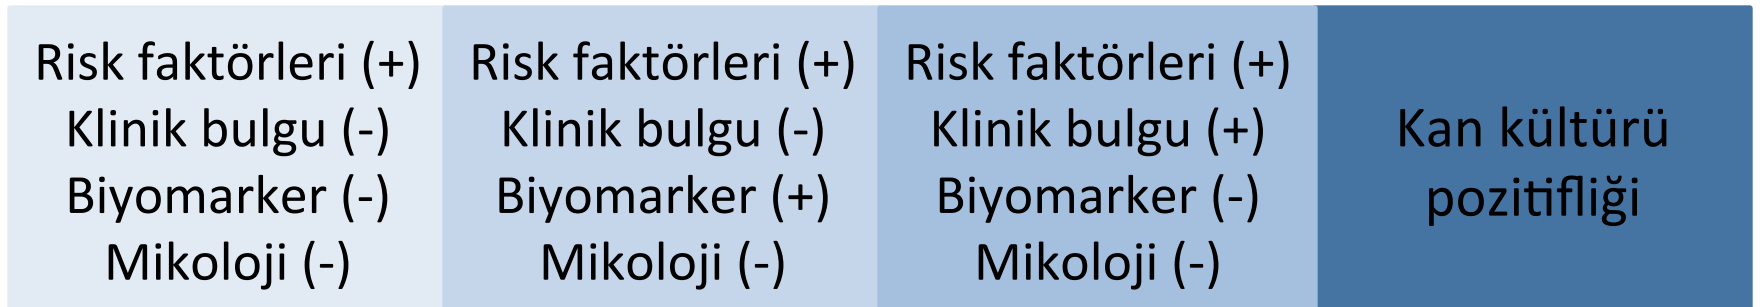 Risk faktörleri (+)
Klinik bulgu (-)
Biyomarker (-)
Mikoloji (-)
Risk faktörleri (+)
Klinik bulgu (-)
Biyomarker (+)
Mikoloji (-)
Risk faktörleri (+)
Klinik bulgu (+)
Biyomarker (-)
Mikoloji (-)
Kan kültürü
pozitifliği